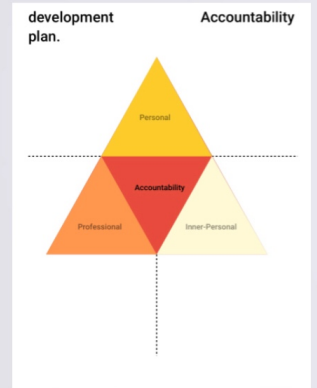 development
plan.
Accountability
Personal
Accountability
Professional
Inner-Personal